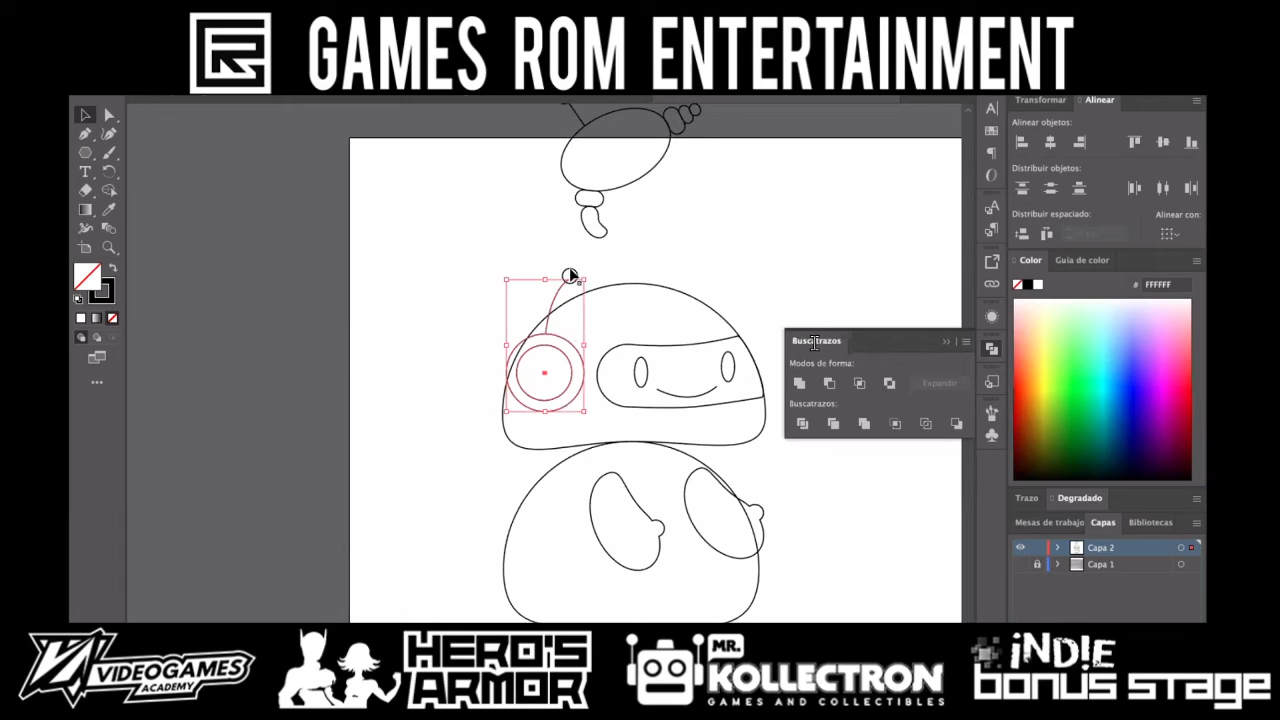 GAMES ROM ENTERTAINMENT
Transformar Alinear
Alinear objetos:
Distribuir objetos:
Distribuir espaciado: Alinear con:
Color Guía de color
# FFFFFF
Buscatrazos
Modos de forma:
Expandir
Buscatrazos:
Trazo Degradado
Mesas de trabajo Capas Bibliotecas
Capa 2
Capa 1
VIDEOGAMES
ACADEMY
HERO'S
ARMOR
MR.
KOLLECTRON
GAMES AND COLLECTIBLES
INDIE
BONUS STAGE